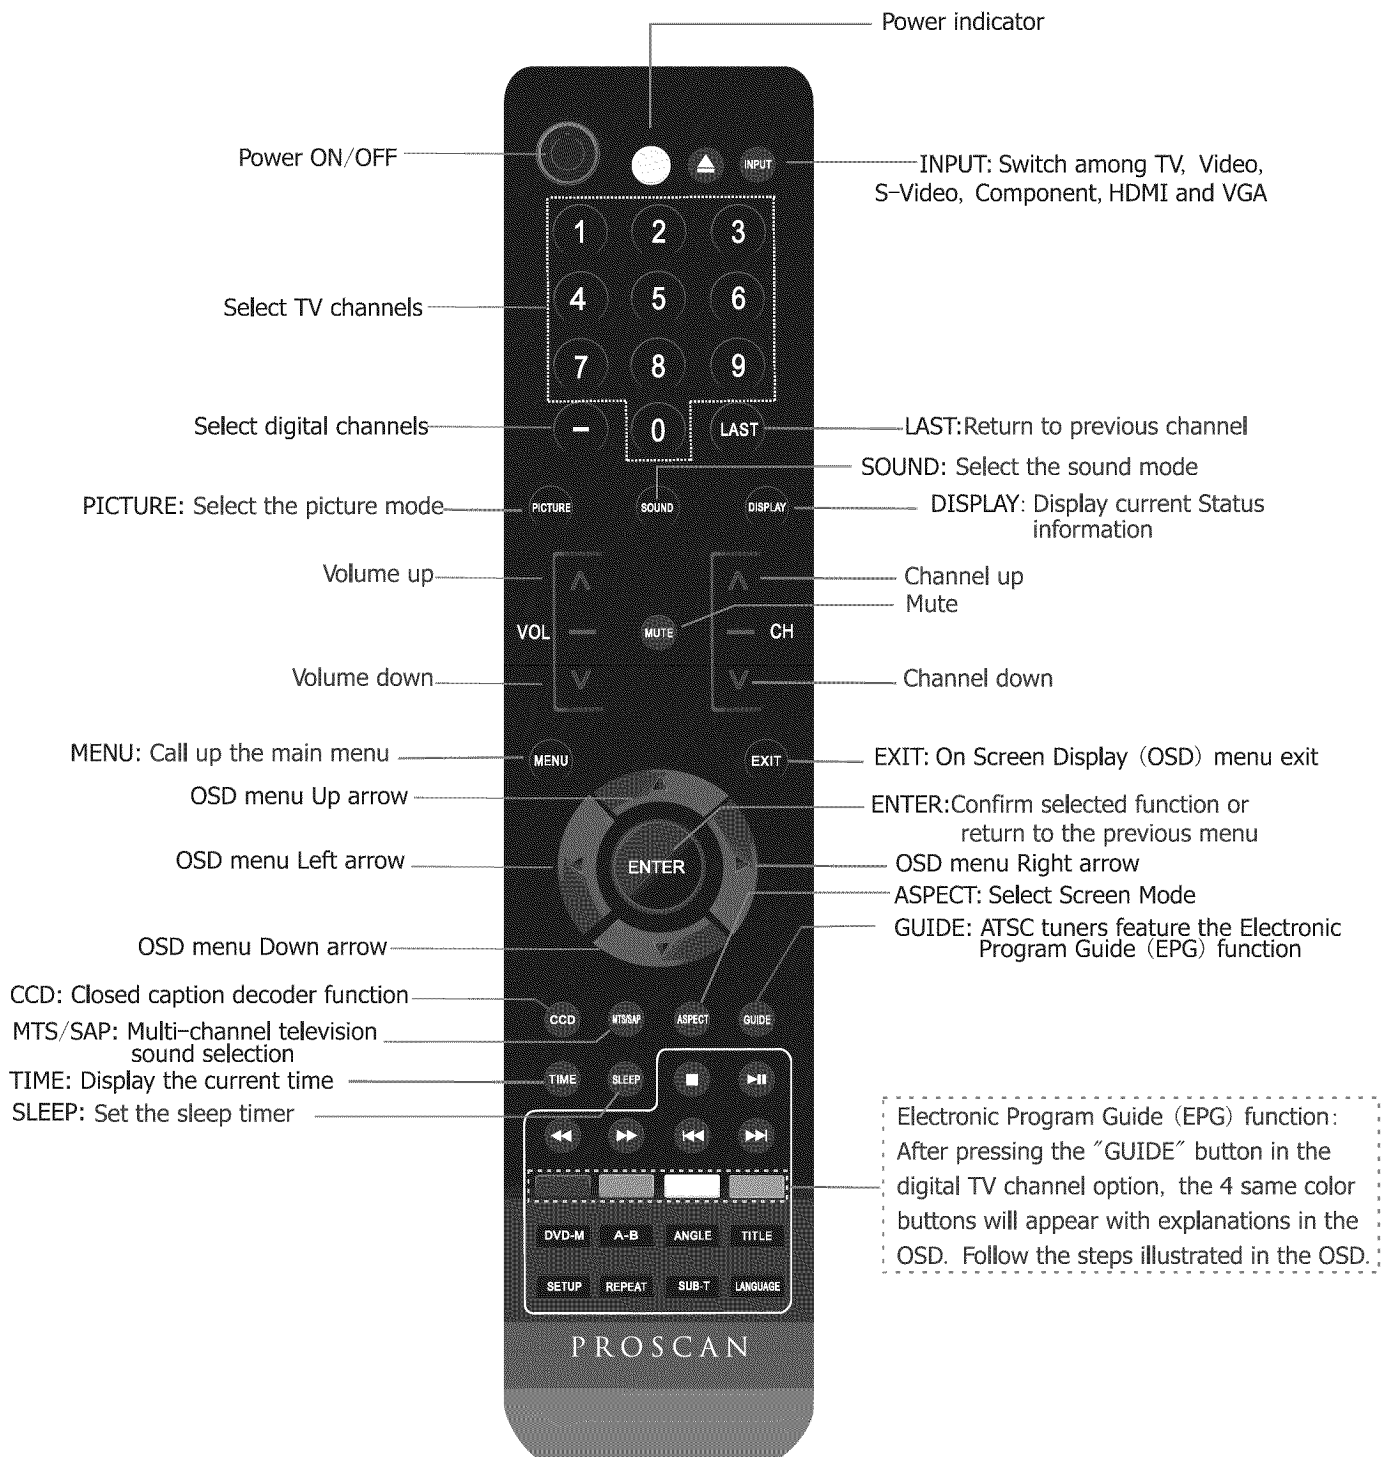 Power indicator
Power ON/OFF
INPUT
INPUT: Switch among TV, Video,
S-Video, Component, HDMI and VGA
1 2 3
Select TV channels
4 5 6
7 8 9
Select digital channels
- 0 LAST
LAST:Return to previous channel
SOUND: Select the sound mode
PICTURE: Select the picture mode
PICTURE SOUND DISPLAY
DISPLAY: Display current Status
information
Volume up
Channel up
Mute
VOL MUTE CH
Volume down
Channel down
MENU: Call up the main menu
MENU EXIT
EXIT: On Screen Display (OSD) menu exit
OSD menu Up arrow
ENTER:Confirm selected function or
return to the previous menu
OSD menu Left arrow
ENTER
OSD menu Right arrow
ASPECT: Select Screen Mode
GUIDE: ATSC tuners feature the Electronic
Program Guide (EPG) function
OSD menu Down arrow
CCD: Closed caption decoder function
CCD MTS/SAP ASPECT GUIDE
MTS/SAP: Multi-channel television
sound selection
TIME: Display the current time
TIME SLEEP
SLEEP: Set the sleep timer
Electronic Program Guide (EPG) function:
After pressing the "GUIDE" button in the
digital TV channel option, the 4 same color
buttons will appear with explanations in the
OSD. Follow the steps illustrated in the OSD.
DVD-M A-B ANGLE TITLE
SETUP REPEAT SUB-T LANGUAGE
PROSCAN